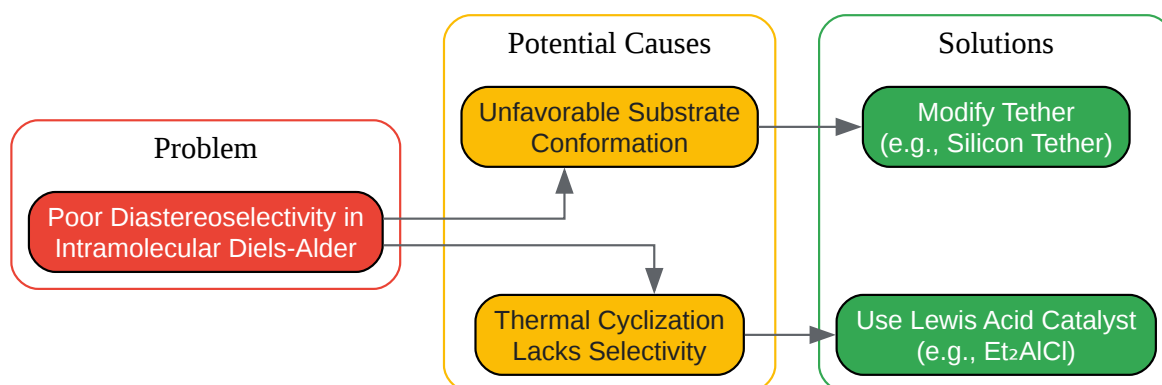 Problem
Poor Diastereoselectivity in
Intramolecular Diels-Alder
Potential Causes
Unfavorable Substrate
Conformation
Thermal Cyclization
Lacks Selectivity
Solutions
Modify Tether
(e.g., Silicon Tether)
Use Lewis Acid Catalyst
(e.g., Et₂AlCl)